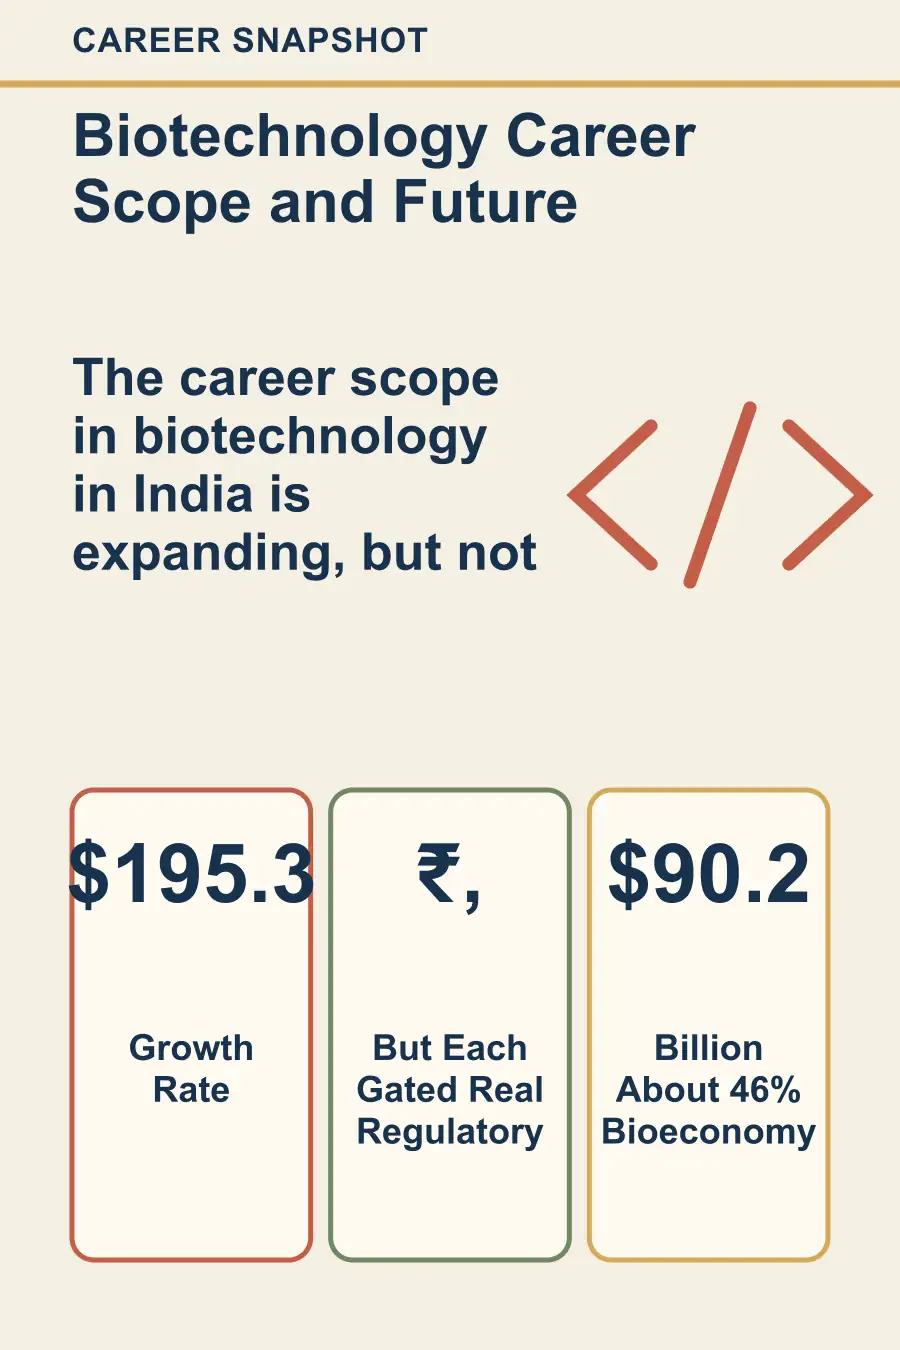 CAREER SNAPSHOT
Biotechnology Career
Scope and Future
The career scope
in biotechnology
in India is
expanding, but not
$195.3
Growth
Rate
₹,
But Each
Gated Real
Regulatory
$90.2
Billion
About 46%
Bioeconomy